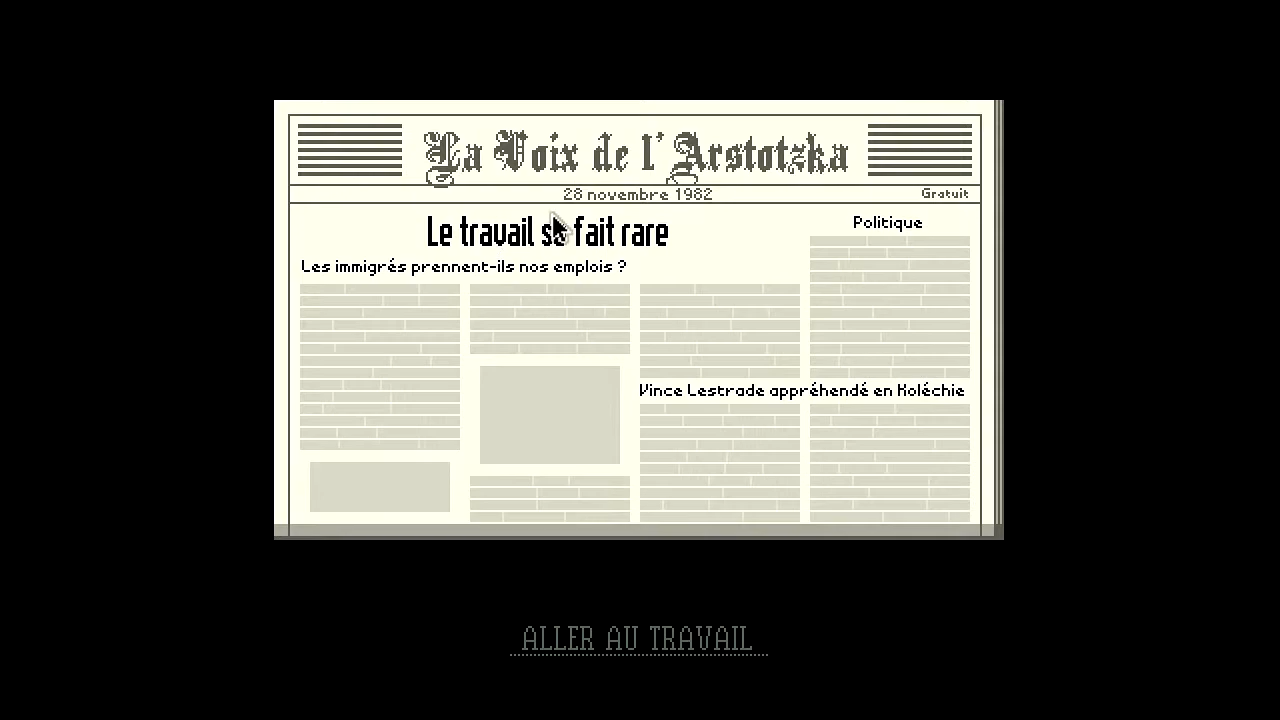 La Voix de l'Arstotzka
28 novembre 1982
Gratuit
Le travail se fait rare
Les immigrés prennent-ils nos emplois ?
Politique
Vince Lestrade appréhendé en Koléchie
ALLER AU TRAVAIL